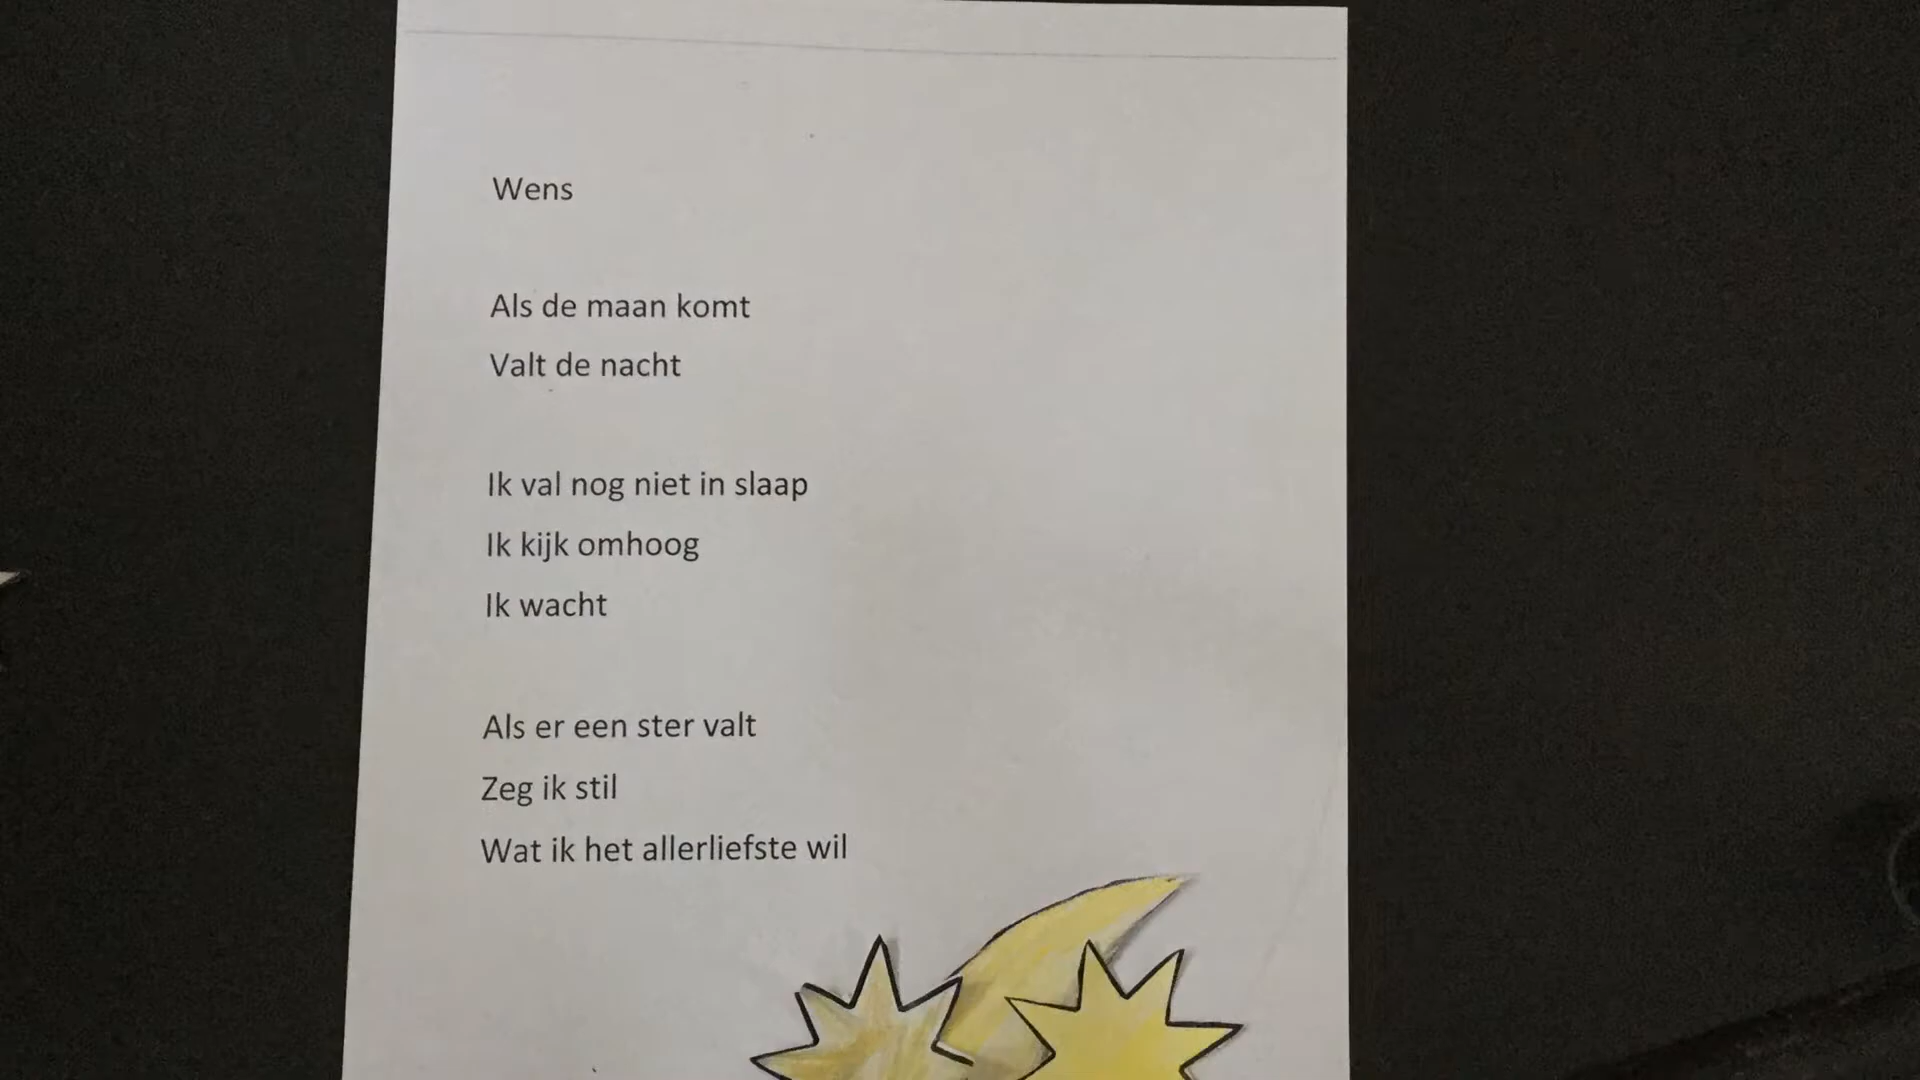 Wens
Als de maan komt
Valt de nacht
Ik val nog niet in slaap
Ik kijk omhoog
Ik wacht
Als er een ster valt
Zeg ik stil
Wat ik het allerliefste wil